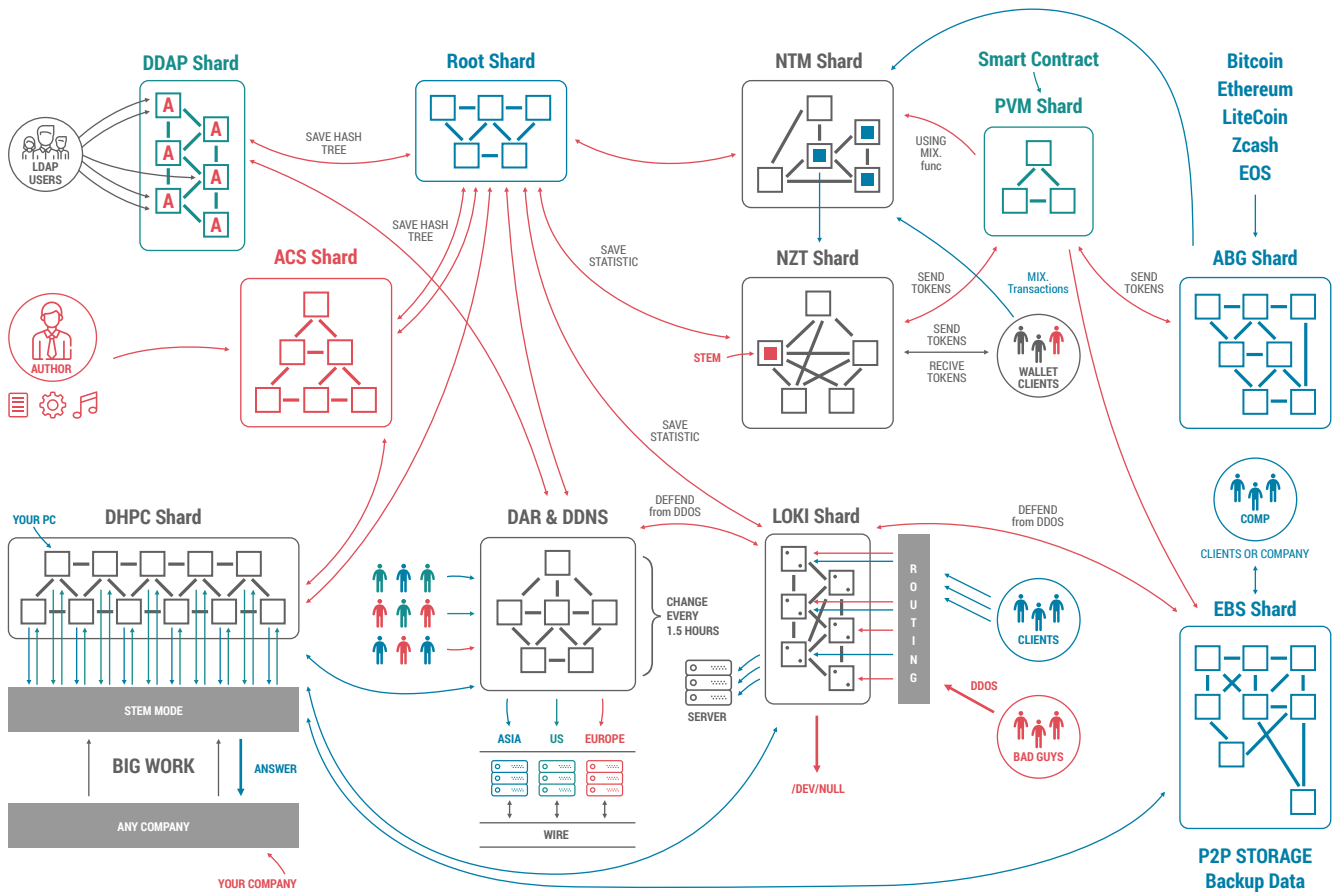 DDAP Shard
Root Shard
NTM Shard
Smart Contract
PVM Shard
Bitcoin
Ethereum
LiteCoin
Zcash
EOS
A
A
A
A
A
A
LDAP
USERS
SAVE HASH
TREE
USING
MIX.
func
SAVE HASH
TREE
ACS Shard
SAVE
STATISTIC
NZT Shard
ABG Shard
SEND
TOKENS
MIX.
Transactions
SEND
TOKENS
AUTHOR
STEM
SEND
TOKENS
RECIVE
TOKENS
WALLET
CLIENTS
SAVE
STATISTIC
COMP
CLIENTS OR COMPANY
YOUR PC
DHPC Shard
DAR & DDNS
DEFEND
from DDOS
LOKI Shard
DEFEND
from DDOS
EBS Shard
CHANGE
EVERY
1.5 HOURS
R
O
U
T
I
N
G
CLIENTS
DDOS
SERVER
BAD GUYS
STEM MODE
BIG WORK
ANSWER
ANY COMPANY
YOUR COMPANY
ASIA
US
EUROPE
WIRE
/DEV/NULL
P2P STORAGE
Backup Data